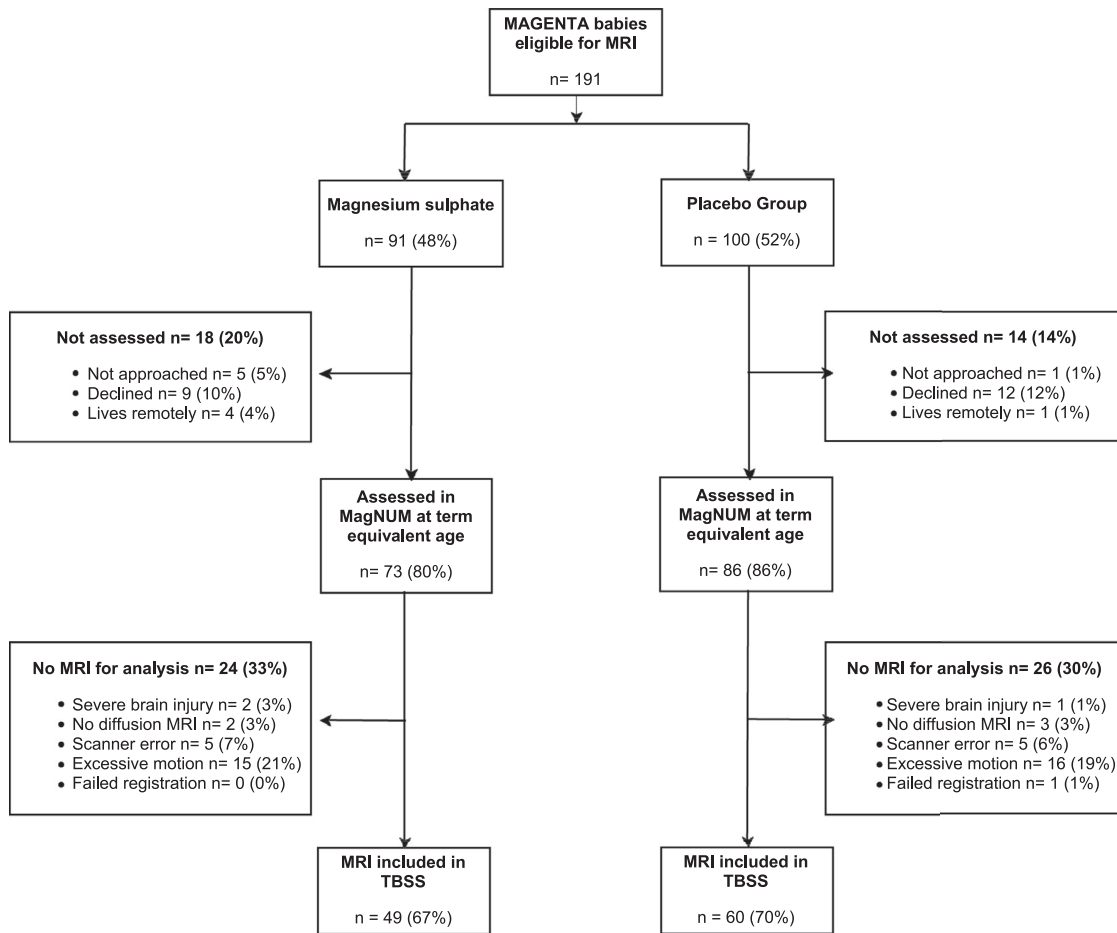 MAGENTA babies
eligible for MRI
n= 191
Magnesium sulphate
n= 91 (48%)
Placebo Group
n = 100 (52%)
Not assessed n= 18 (20%)
• Not approached n= 5 (5%)
• Declined n= 9 (10%)
• Lives remotely n= 4 (4%)
Not assessed n= 14 (14%)
• Not approached n= 1 (1%)
• Declined n= 12 (12%)
• Lives remotely n= 1 (1%)
Assessed in
MagNUM at term
equivalent age
n= 73 (80%)
Assessed in
MagNUM at term
equivalent age
n= 86 (86%)
No MRI for analysis n= 24 (33%)
• Severe brain injury n= 2 (3%)
• No diffusion MRI n= 2 (3%)
• Scanner error n= 5 (7%)
• Excessive motion n= 15 (21%)
• Failed registration n= 0 (0%)
No MRI for analysis n= 26 (30%)
• Severe brain injury n= 1 (1%)
• No diffusion MRI n= 3 (3%)
• Scanner error n= 5 (6%)
• Excessive motion n= 16 (19%)
• Failed registration n= 1 (1%)
MRI included in
TBSS
n = 49 (67%)
MRI included in
TBSS
n = 60 (70%)